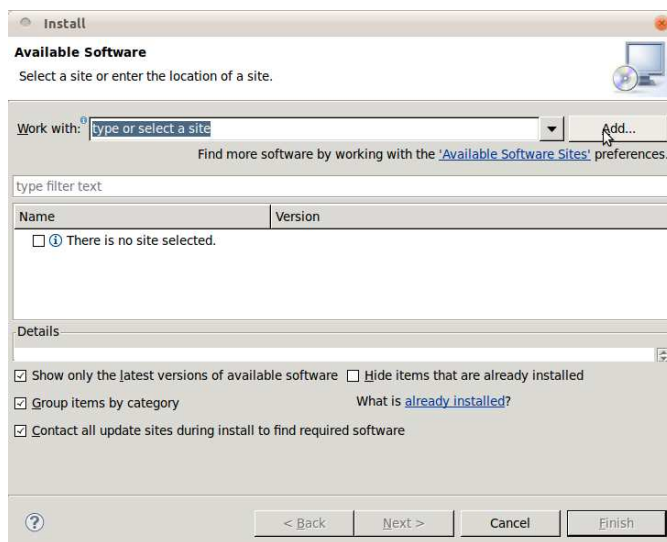 Install
Available Software
Select a site or enter the location of a site.
Work with: type or select a site Add...
Find more software by working with the 'Available Software Sites' preferences.
type filter text
Name Version
There is no site selected.
Details
Show only the latest versions of available software Hide items that are already installed
Group items by category What is already installed?
Contact all update sites during install to find required software
? < Back Next > Cancel Finish